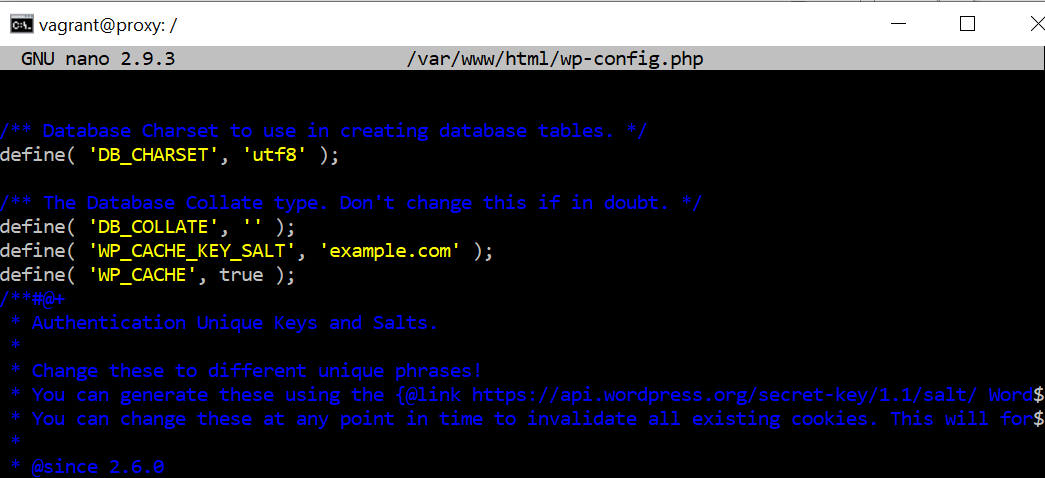 vagrant@proxy: /
GNU nano 2.9.3 /var/www/html/wp-config.php
/** Database Charset to use in creating database tables. */
define( 'DB_CHARSET', 'utf8' );
/** The Database Collate type. Don't change this if in doubt. */
define( 'DB_COLLATE', '' );
define( 'WP_CACHE_KEY_SALT', 'example.com' );
define( 'WP_CACHE', true );
/**#@+
* Authentication Unique Keys and Salts.
*
* Change these to different unique phrases!
* You can generate these using the {@link https://api.wordpress.org/secret-key/1.1/salt/ Word$
* You can change these at any point in time to invalidate all existing cookies. This will for$
*
* @since 2.6.0